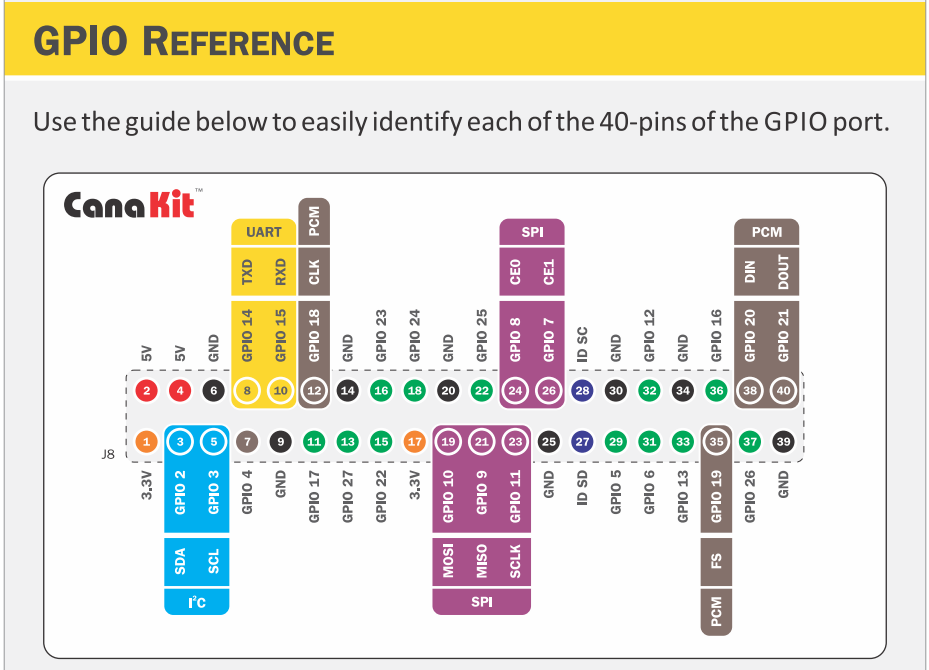 GPIO REFERENCE
Use the guide below to easily identify each of the 40-pins of the GPIO port.
CanaKit™
UART PCM SPI PCM
TXD RXD CLK CE0 CE1 DIN DOUT
5V 5V GND GPIO 14 GPIO 15 GPIO 18 GND GPIO 23 GPIO 24 GND GPIO 25 GPIO 8 GPIO 7 ID SC GND GPIO 12 GND GPIO 16 GPIO 20 GPIO 21
2 4 6 8 10 12 14 16 18 20 22 24 26 28 30 32 34 36 38 40
1 3 5 7 9 11 13 15 17 19 21 23 25 27 29 31 33 35 37 39
J8
3.3V GPIO 2 GPIO 3 GPIO 4 GND GPIO 17 GPIO 27 GPIO 22 3.3V GPIO 10 GPIO 9 GPIO 11 GND ID SD GPIO 5 GPIO 6 GPIO 13 GPIO 19 GPIO 26 GND
SDA SCL MOSI MISO SCLK FS
I²C SPI PCM